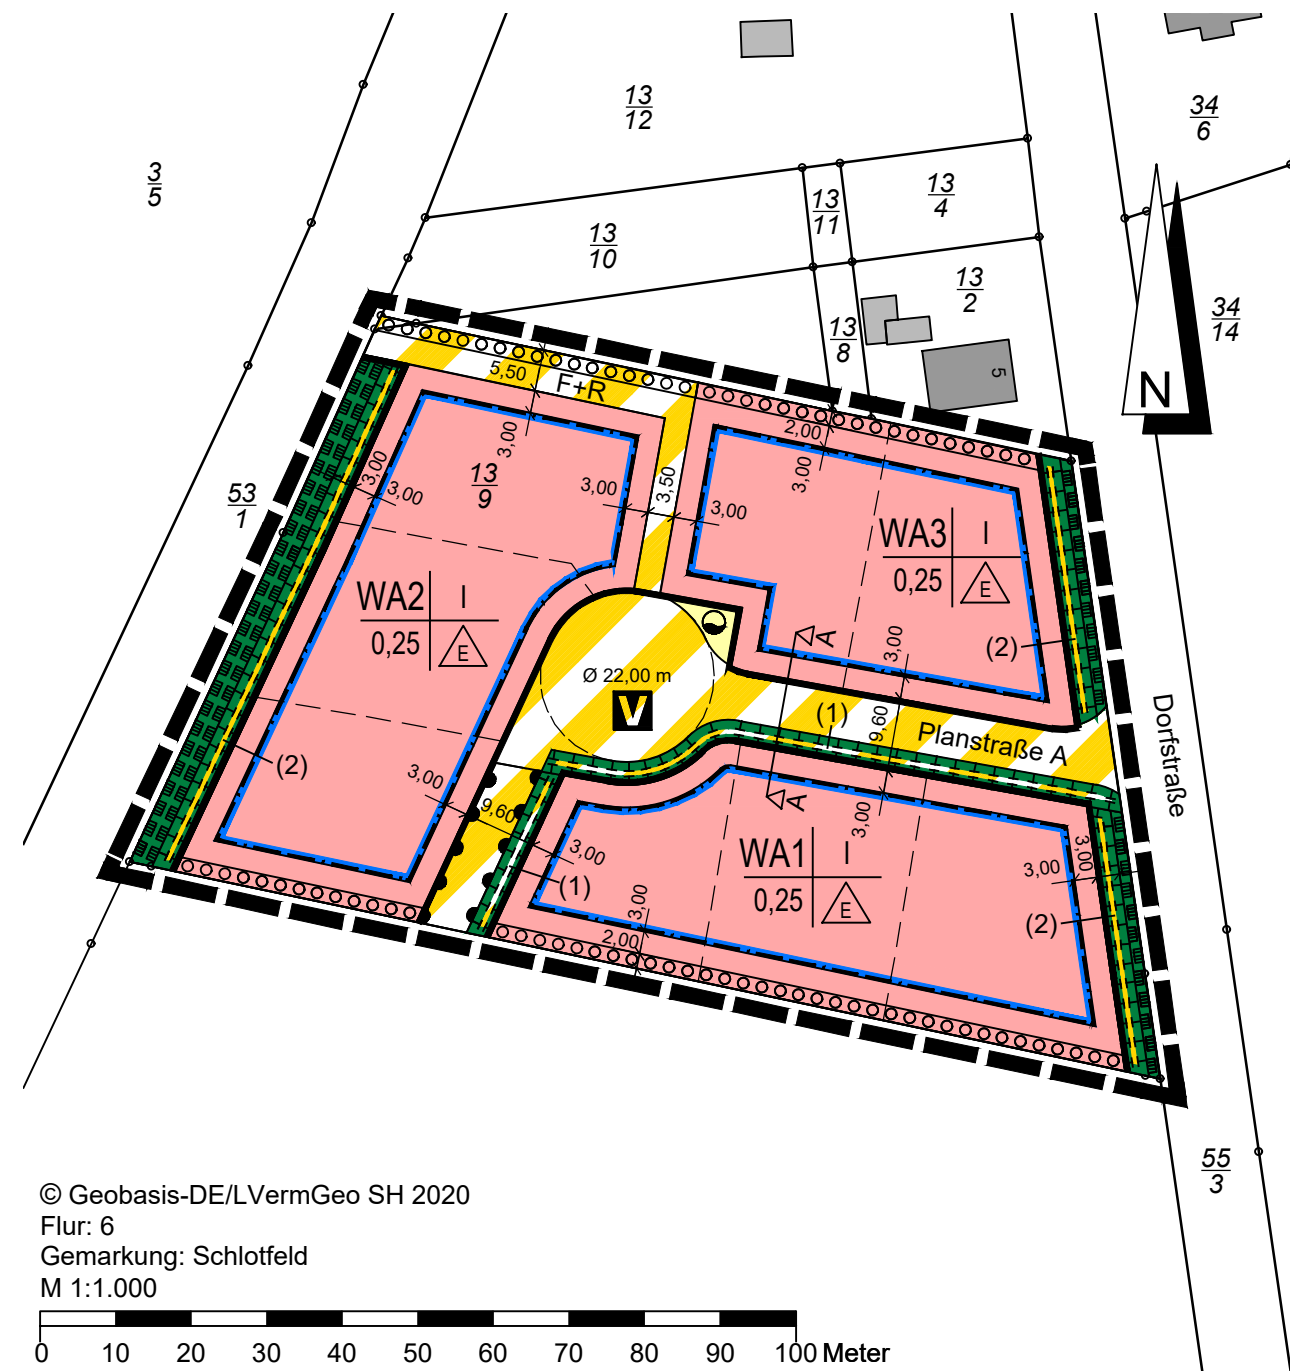 13
12
34
6
3
5
13
11
13
4
13
10
13
2
34
14
13
8
5
N
5,50
F+R
2,00
3,00
3,00
3,00
3,00
13
9
3,00
3,50
3,00
53
1
WA3
I
0,25
E
WA2
I
0,25
E
(2)
A
3,00
Ø 22,00 m
V
(1)
9,60
Planstraße A
Dorfstraße
(2)
3,00
9,60
A
3,00
3,00
WA1
I
0,25
E
3,00
3,00
(1)
3,00
(2)
2,00
55
3
© Geobasis-DE/LVermGeo SH 2020
Flur: 6
Gemarkung: Schlotfeld
M 1:1.000
0 10 20 30 40 50 60 70 80 90 100 Meter